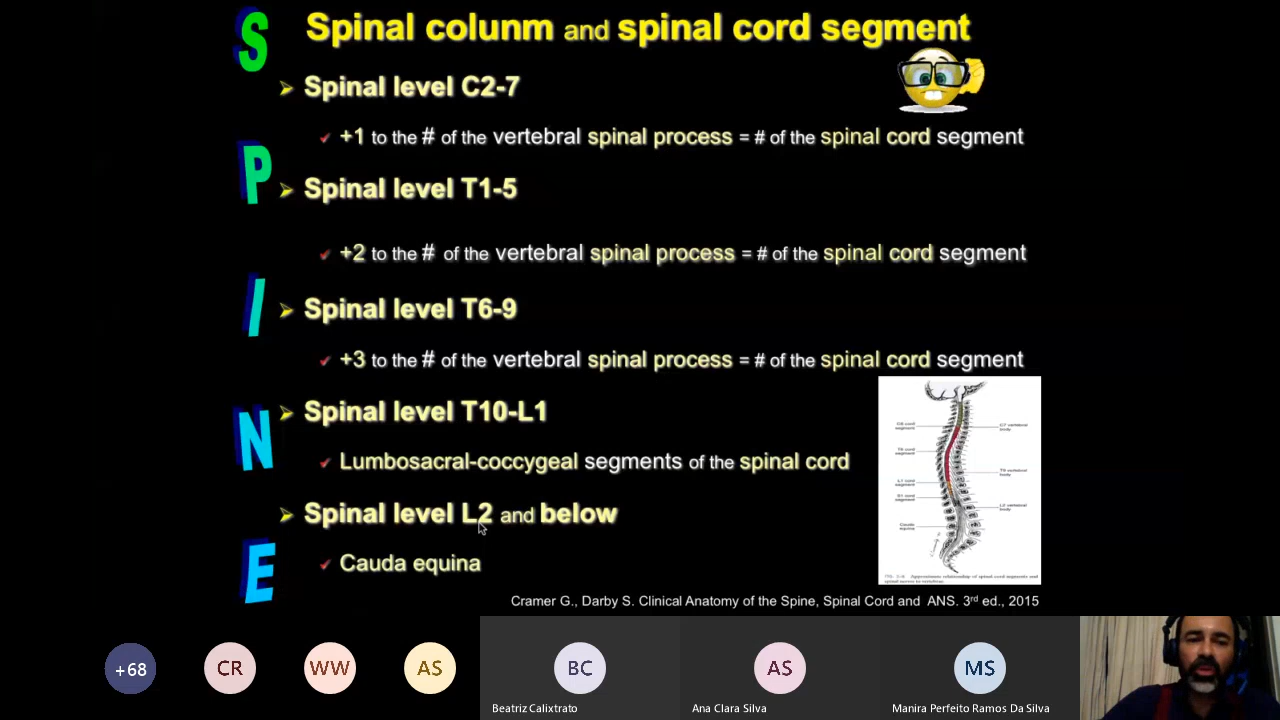 Spinal colunm and spinal cord segment
S
Spinal level C2-7
+1 to the # of the vertebral spinal process = # of the spinal cord segment
P
Spinal level T1-5
+2 to the # of the vertebral spinal process = # of the spinal cord segment
I
Spinal level T6-9
+3 to the # of the vertebral spinal process = # of the spinal cord segment
N
Spinal level T10-L1
Lumbosacral-coccygeal segments of the spinal cord
Spinal level L2 and below
E
Cauda equina
Cramer G., Darby S. Clinical Anatomy of the Spine, Spinal Cord and ANS. 3rd ed., 2015
+68
CR
WW
AS
BC
AS
MS
Beatriz Calixtrato
Ana Clara Silva
Manira Perfeito Ramos Da Silva